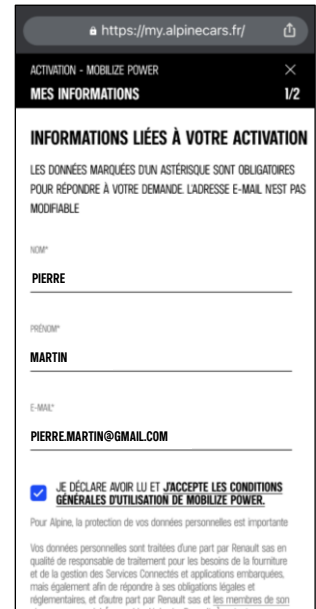 https://my.alpinecars.fr/
ACTIVATION - MOBILIZE POWER
MES INFORMATIONS 1/2
INFORMATIONS LIÉES À VOTRE ACTIVATION
LES DONNÉES MARQUÉES D'UN ASTÉRISQUE SONT OBLIGATOIRES
POUR RÉPONDRE À VOTRE DEMANDE. L'ADRESSE E-MAIL N'EST PAS
MODIFIABLE
NOM*
PIERRE
PRÉNOM*
MARTIN
E-MAIL*
PIERRE.MARTIN@GMAIL.COM
JE DÉCLARE AVOIR LU ET J'ACCEPTE LES CONDITIONS
GÉNÉRALES D'UTILISATION DE MOBILIZE POWER.
Pour Alpine, la protection de vos données personnelles est importante
Vos données personnelles sont traitées d'une part par Renault sas en
qualité de responsable de traitement pour les besoins de la fourniture
et de la gestion des Services Connectés et applications embarquées,
mais également afin de répondre à ses obligations légales et
réglementaires, et d'autre part par Renault sas et les membres de son